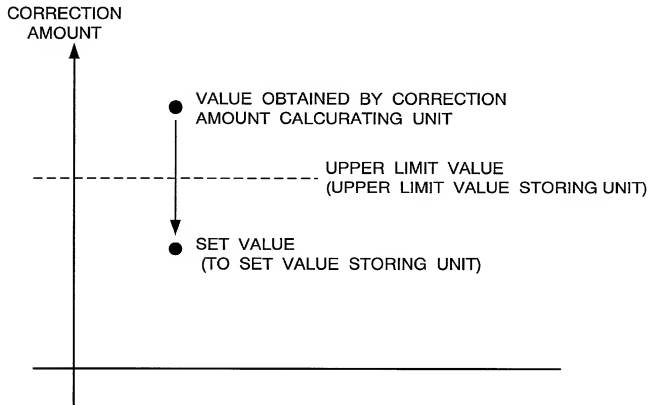 CORRECTION
AMOUNT
VALUE OBTAINED BY CORRECTION
AMOUNT CALCURATING UNIT
UPPER LIMIT VALUE
(UPPER LIMIT VALUE STORING UNIT)
SET VALUE
(TO SET VALUE STORING UNIT)